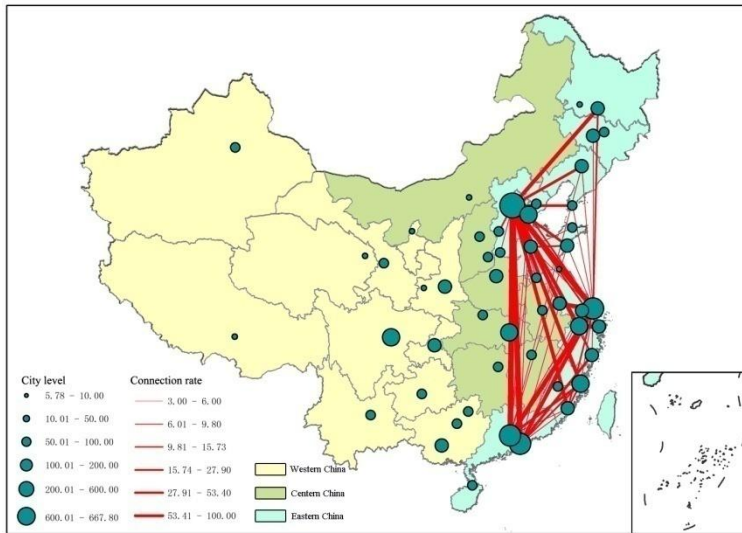 City level
5.78 - 10.00
10.01 - 50.00
50.01 - 100.00
100.01 - 200.00
200.01 - 600.00
600.01 - 667.80
Connection rate
3.00 - 6.00
6.01 - 9.80
9.81 - 15.73
15.74 - 27.90
27.91 - 53.40
53.41 - 100.00
Western China
Centern China
Eastern China